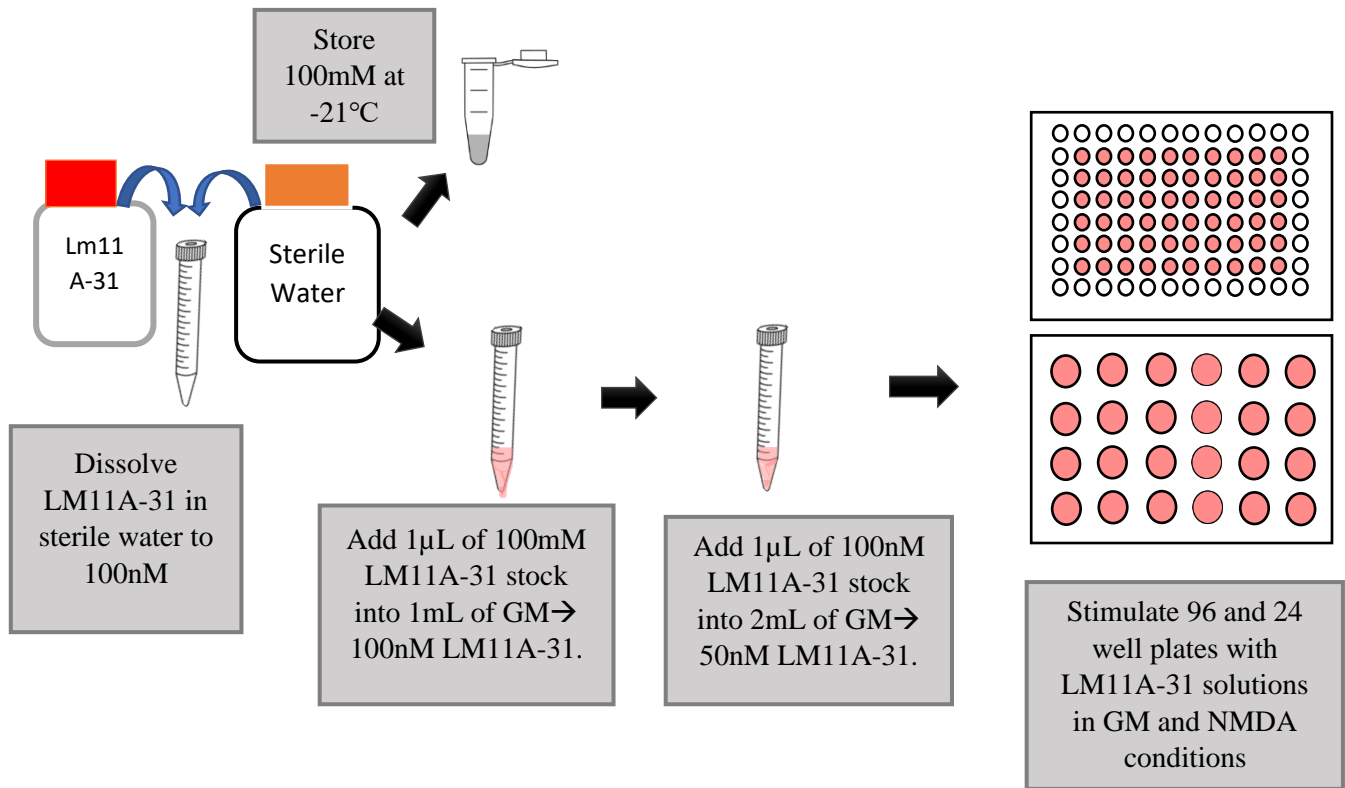 Store
100mM at
-21°C
Lm11
A-31
Sterile
Water
Dissolve
LM11A-31 in
sterile water to
100nM
Add 1µL of 100mM
LM11A-31 stock
into 1mL of GM→
100nM LM11A-31.
Add 1µL of 100nM
LM11A-31 stock
into 2mL of GM→
50nM LM11A-31.
Stimulate 96 and 24
well plates with
LM11A-31 solutions
in GM and NMDA
conditions